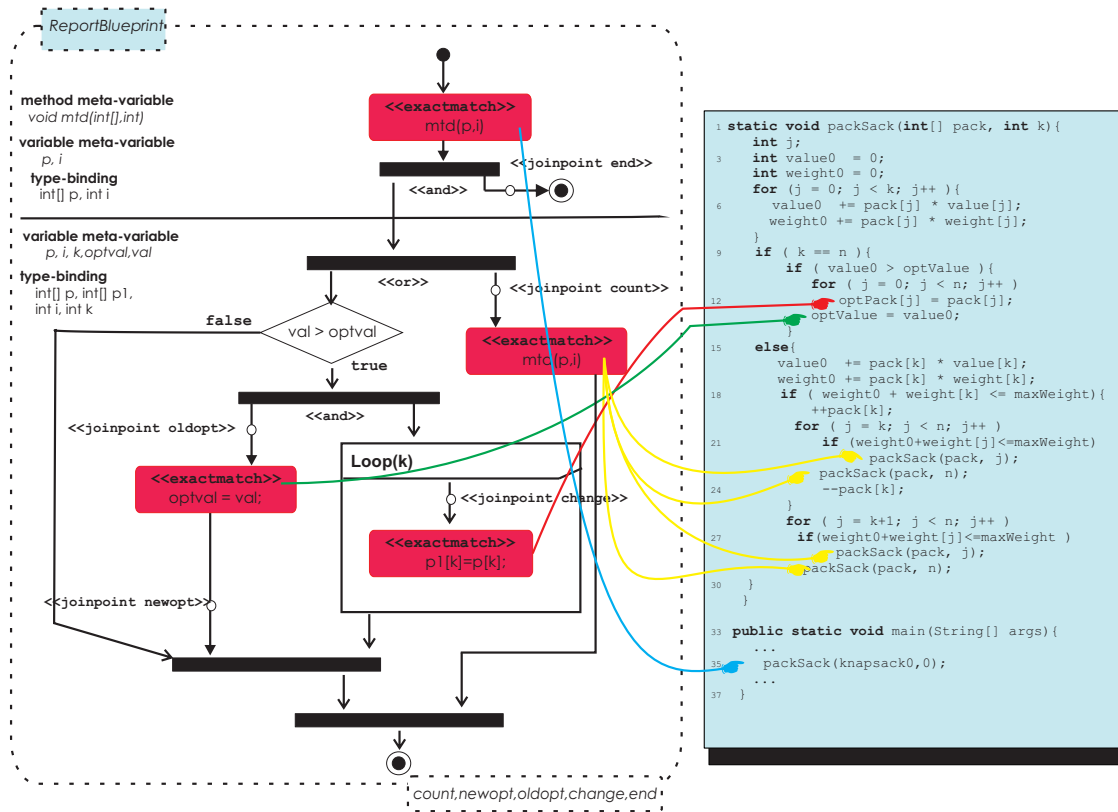 ReportBlueprint
method meta-variable
void mtd(int[],int)
variable meta-variable
p, i
type-binding
int[] p, int i
<<exactmatch>>
mtd(p,i)
<<joinpoint end>>
<<and>>
variable meta-variable
p, i, k,optval,val
type-binding
int[] p, int[] p1,
int i, int k
<<or>>
<<joinpoint count>>
false
val > optval
true
<<exactmatch>>
mtd(p,i)
<<and>>
<<joinpoint oldopt>>
Loop(k)
<<exactmatch>>
optval = val;
<<joinpoint change>>
<<exactmatch>>
p1[k]=p[k];
<<joinpoint newopt>>
count,newopt,oldopt,change,end
1 static void packSack(int[] pack, int k){
int j;
3 int value0 = 0;
int weight0 = 0;
for (j = 0; j < k; j++ ){
6 value0 += pack[j] * value[j];
weight0 += pack[j] * weight[j];
}
9 if ( k == n ){
if ( value0 > optValue ){
for ( j = 0; j < n; j++ )
12 optPack[j] = pack[j];
optValue = value0;
}
15 else{
value0 += pack[k] * value[k];
weight0 += pack[k] * weight[k];
18 if ( weight0 + weight[k] <= maxWeight){
++pack[k];
for ( j = k; j < n; j++ )
21 if (weight0+weight[j]<=maxWeight)
packSack(pack, j);
packSack(pack, n);
24 --pack[k];
}
for ( j = k+1; j < n; j++ )
27 if(weight0+weight[j]<=maxWeight )
packSack(pack, j);
packSack(pack, n);
30 }
}
33 public static void main(String[] args){
...
35 packSack(knapsack0,0);
...
37 }